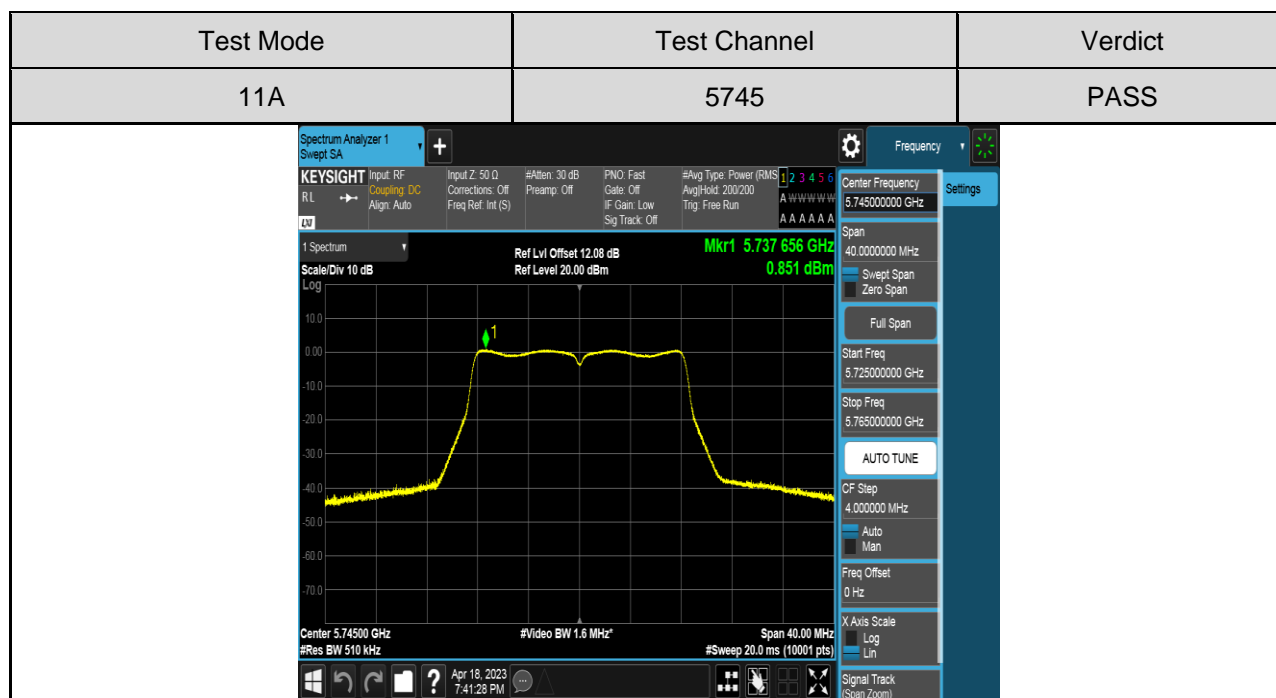 Test Mode Test Channel Verdict
11A 5745 PASS
Spectrum Analyzer 1
Swept SA
+
Frequency
KEYSIGHT
RL
LXI
Input: RF
Coupling: DC
Align: Auto
Input Z: 50 Ω
Corrections: Off
Freq Ref: Int (S)
#Atten: 30 dB
Preamp: Off
PNO: Fast
Gate: Off
IF Gain: Low
Sig Track: Off
#Avg Type: Power (RMS
Avg|Hold: 200/200
Trig: Free Run
1 2 3 4 5 6
A W W W W W
A A A A A A
1 Spectrum
Scale/Div 10 dB
Log
Ref Lvl Offset 12.08 dB
Ref Level 20.00 dBm
Mkr1 5.737 656 GHz
0.851 dBm
1
10.0
0.00
-10.0
-20.0
-30.0
-40.0
-50.0
-60.0
-70.0
Center 5.74500 GHz
#Res BW 510 kHz
#Video BW 1.6 MHz*
Span 40.00 MHz
#Sweep 20.0 ms (10001 pts)
?
Apr 18, 2023
7:41:28 PM
Center Frequency
5.745000000 GHz
Settings
Span
40.0000000 MHz
Swept Span
Zero Span
Full Span
Start Freq
5.725000000 GHz
Stop Freq
5.765000000 GHz
AUTO TUNE
CF Step
4.000000 MHz
Auto
Man
Freq Offset
0 Hz
X Axis Scale
Log
Lin
Signal Track
(Span Zoom)